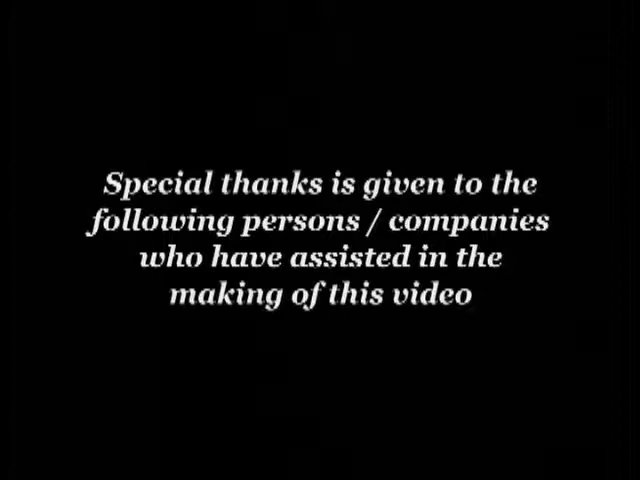 Special thanks is given to the
following persons / companies
who have assisted in the
making of this video